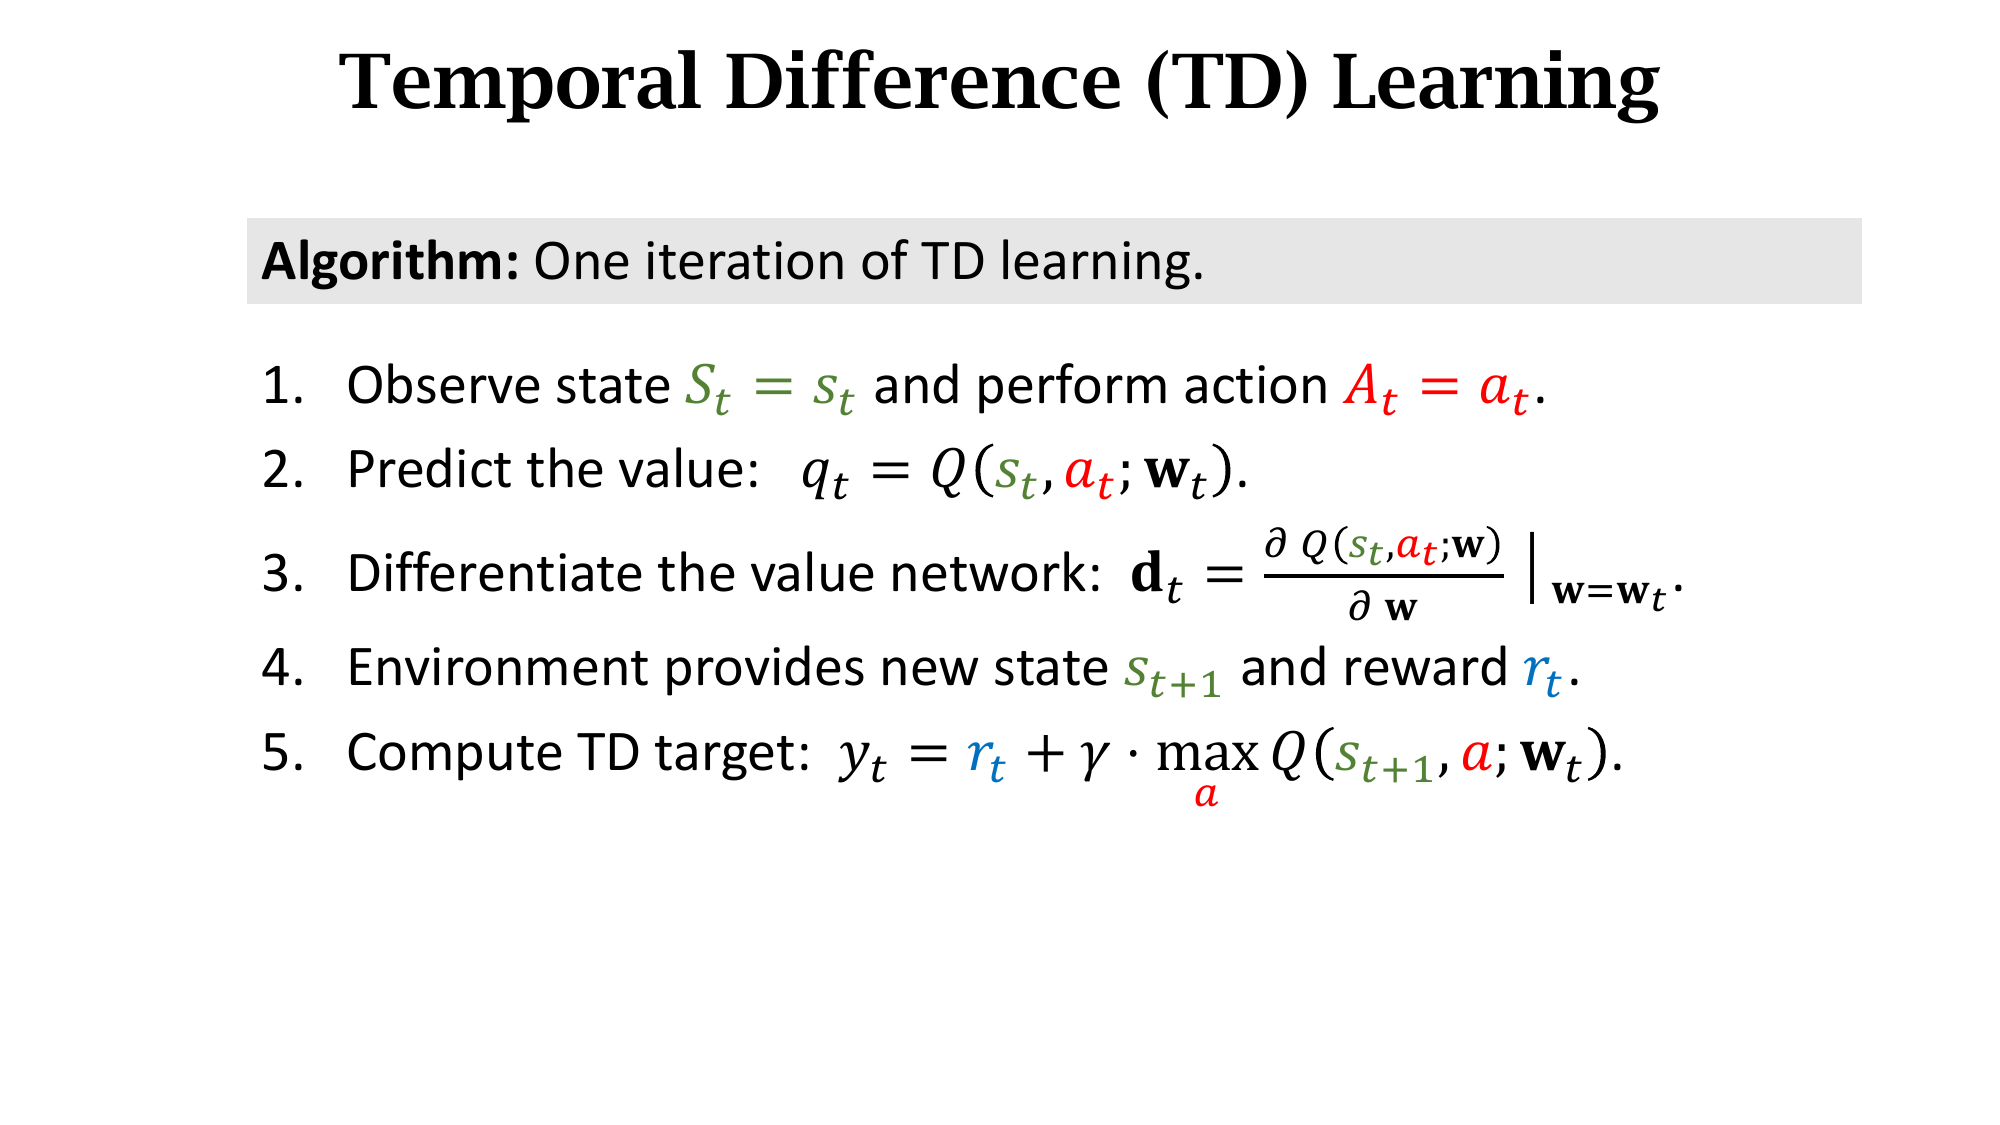 Temporal Difference (TD) Learning
Algorithm: One iteration of TD learning.
1. Observe state $S_t = s_t$ and perform action $A_t = a_t$.
2. Predict the value: $q_t = Q(s_t, a_t; \mathbf{w}_t)$.
3. Differentiate the value network: $\mathbf{d}_t = \frac{\partial Q(s_t, a_t; \mathbf{w})}{\partial \mathbf{w}} \Big|_{\mathbf{w} = \mathbf{w}_t}$.
4. Environment provides new state $s_{t+1}$ and reward $r_t$.
5. Compute TD target: $y_t = r_t + \gamma \cdot \max_a Q(s_{t+1}, a; \mathbf{w}_t)$.